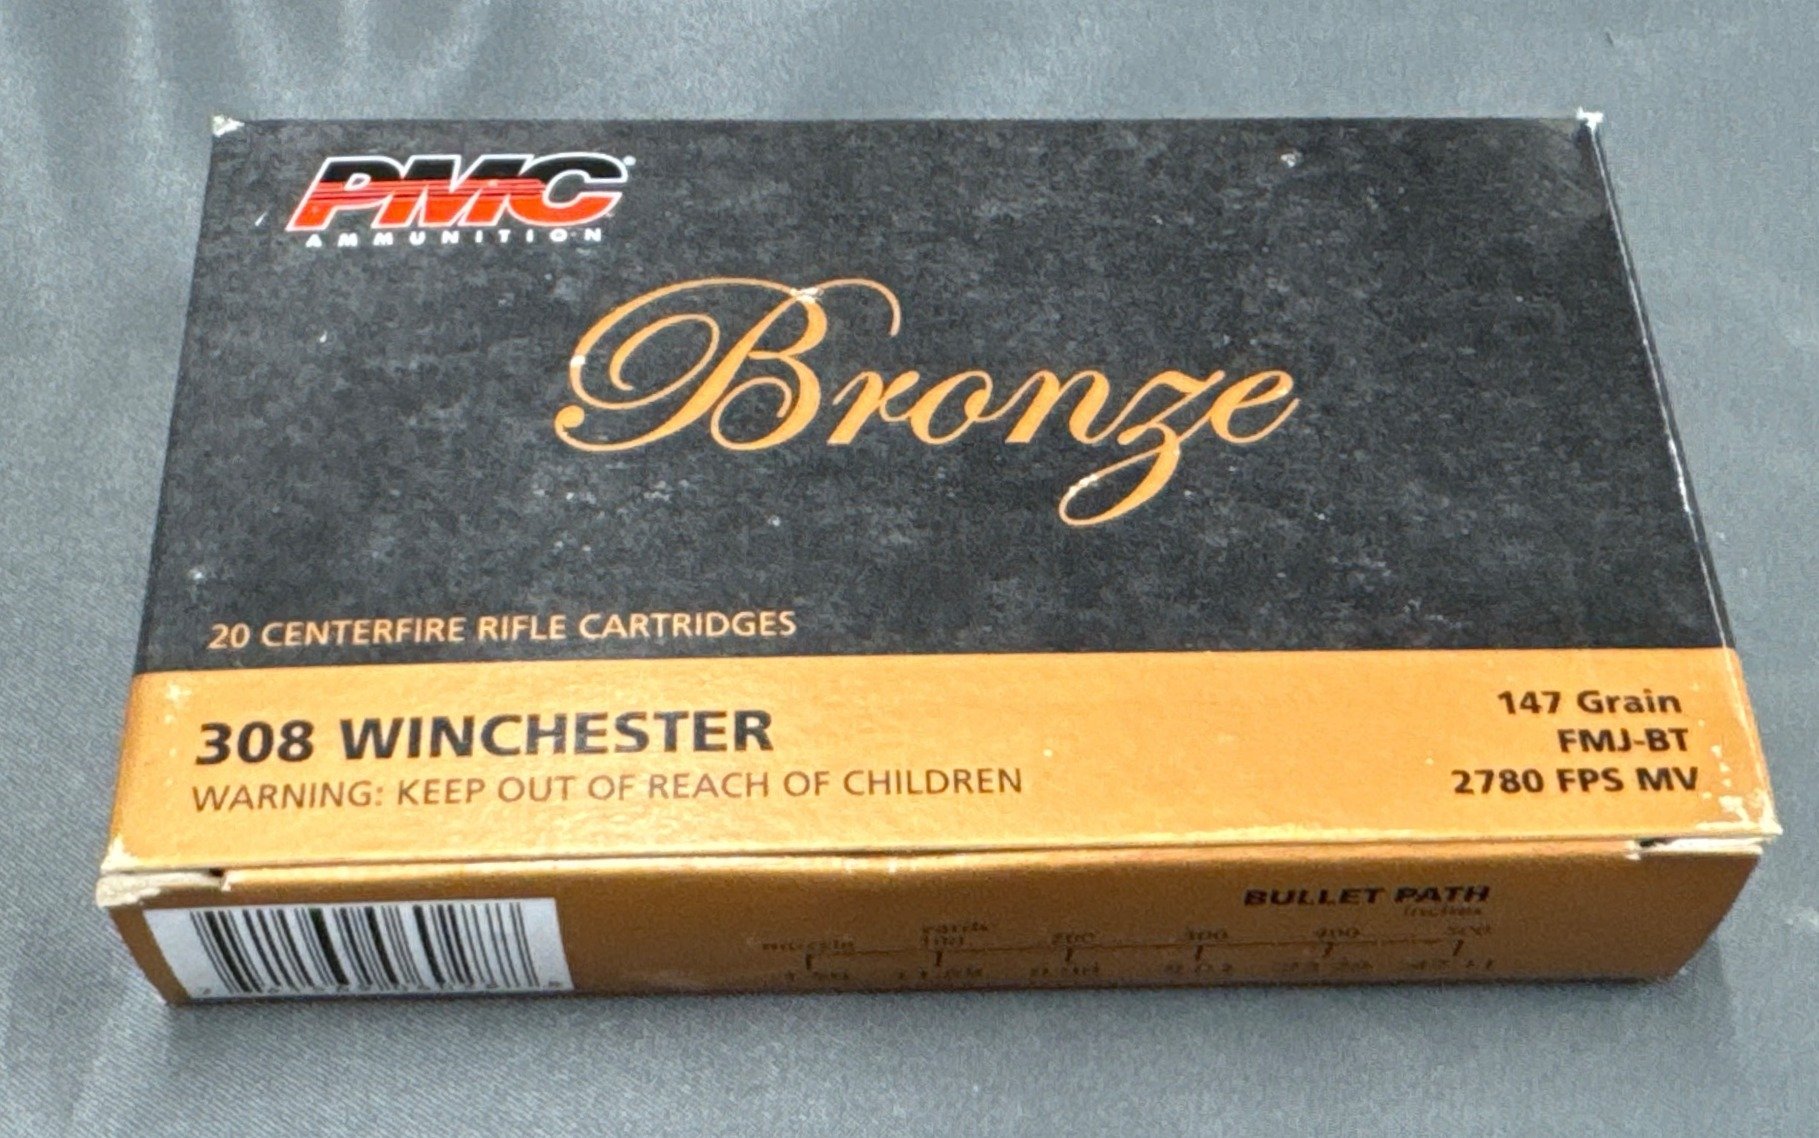 PMC
AMMUNITION
Bronze
20 CENTERFIRE RIFLE CARTRIDGES
308 WINCHESTER
WARNING: KEEP OUT OF REACH OF CHILDREN
147 Grain
FMJ-BT
2780 FPS MV
BULLET PATH